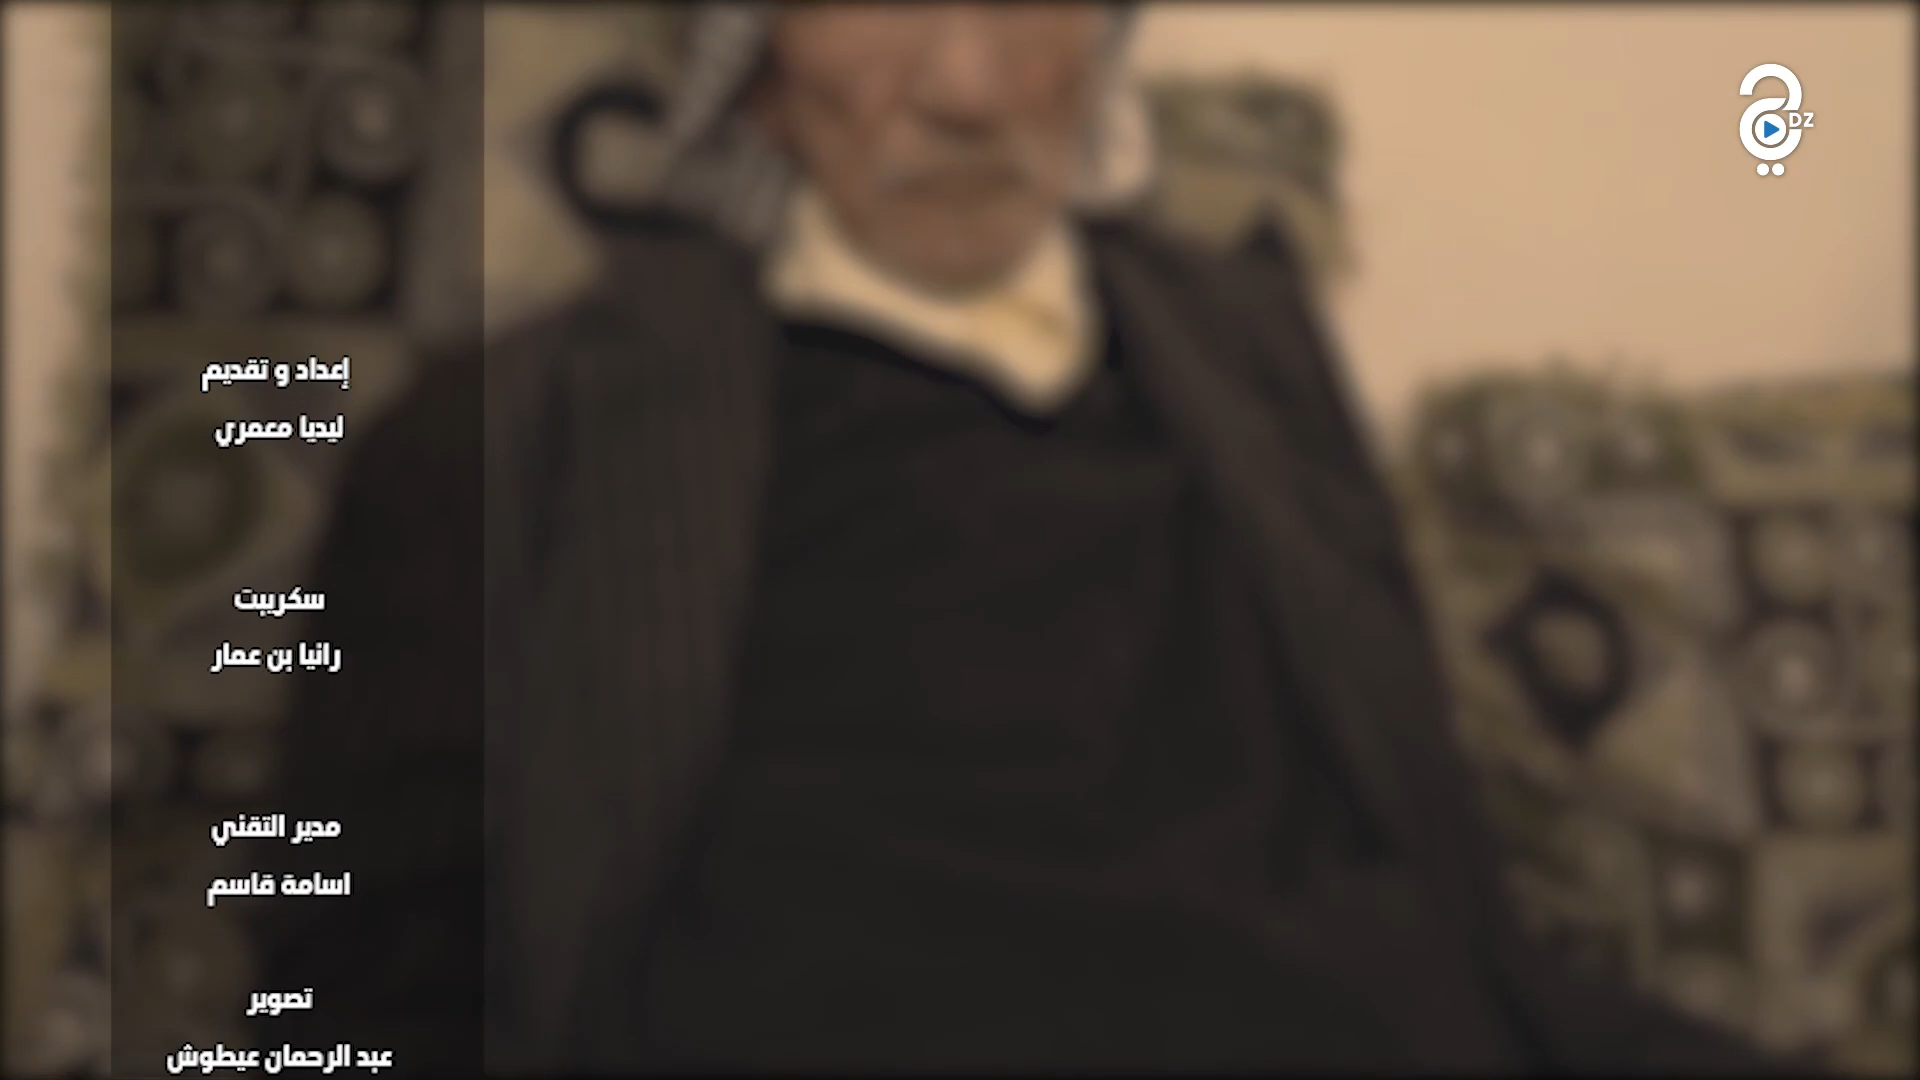 إعداد و تقديم
ليديا معمري
سكريبت
رانيا بن عمار
مدير التقني
اسامة قاسم
تصوير
عبد الرحمان عيطوش
DZ